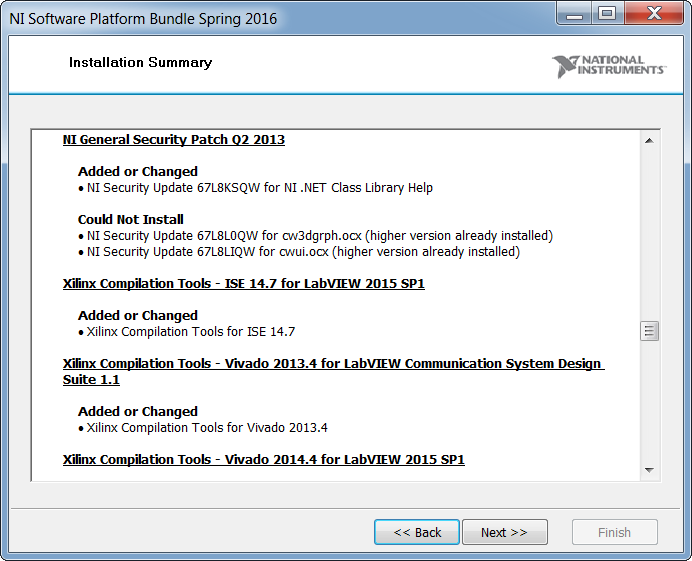 NI Software Platform Bundle Spring 2016
Installation Summary
NATIONAL
INSTRUMENTS™
NI General Security Patch Q2 2013
Added or Changed
• NI Security Update 67L8KSQW for NI .NET Class Library Help
Could Not Install
• NI Security Update 67L8L0QW for cw3dgrph.ocx (higher version already installed)
• NI Security Update 67L8LIQW for cwui.ocx (higher version already installed)
Xilinx Compilation Tools - ISE 14.7 for LabVIEW 2015 SP1
Added or Changed
• Xilinx Compilation Tools for ISE 14.7
Xilinx Compilation Tools - Vivado 2013.4 for LabVIEW Communication System Design
Suite 1.1
Added or Changed
• Xilinx Compilation Tools for Vivado 2013.4
Xilinx Compilation Tools - Vivado 2014.4 for LabVIEW 2015 SP1
<< Back
Next >>
Finish